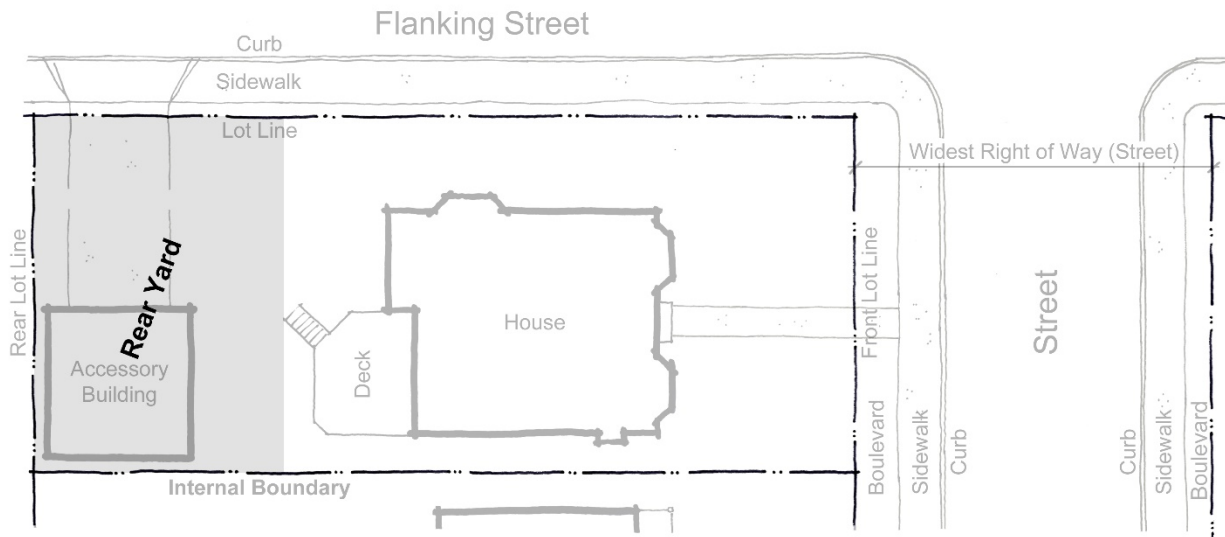 Flanking Street
Curb
Sidewalk
Lot Line
Widest Right of Way (Street)
Rear Lot Line
Rear Yard
Accessory
Building
Deck
House
Front Lot Line
Street
Boulevard
Sidewalk
Curb
Curb
Sidewalk
Boulevard
Internal Boundary